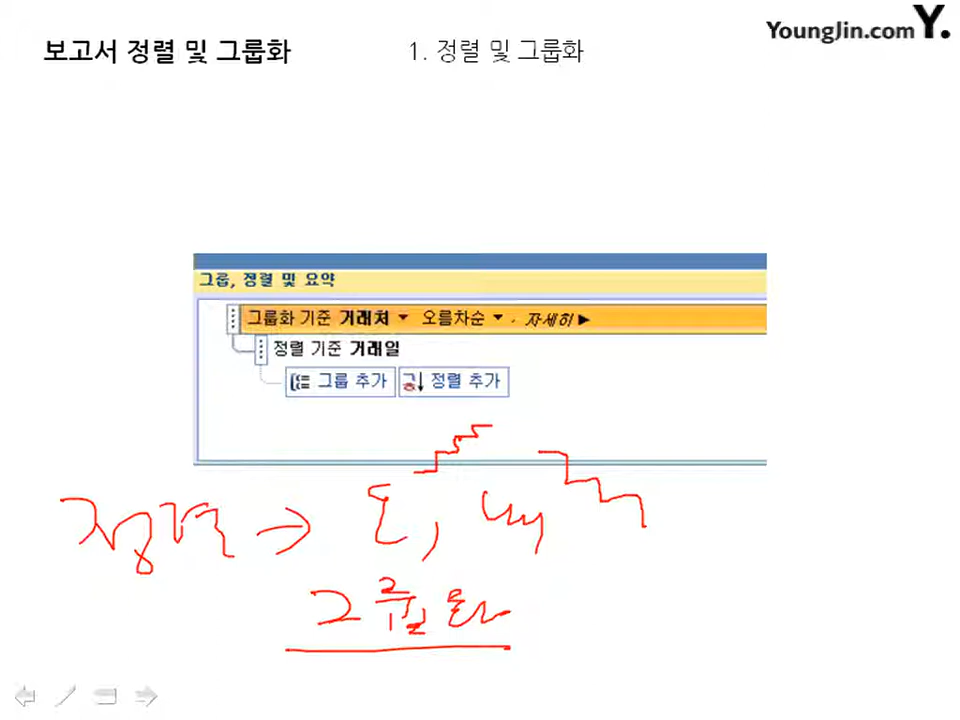 보고서 정렬 및 그룹화
1. 정렬 및 그룹화
YoungJin.com Y.
그룹, 정렬 및 요약
그룹화 기준 거래처 오름차순 , 자세히
정렬 기준 거래일
그룹 추가 정렬 추가
정렬 → 오, 내
그룹화